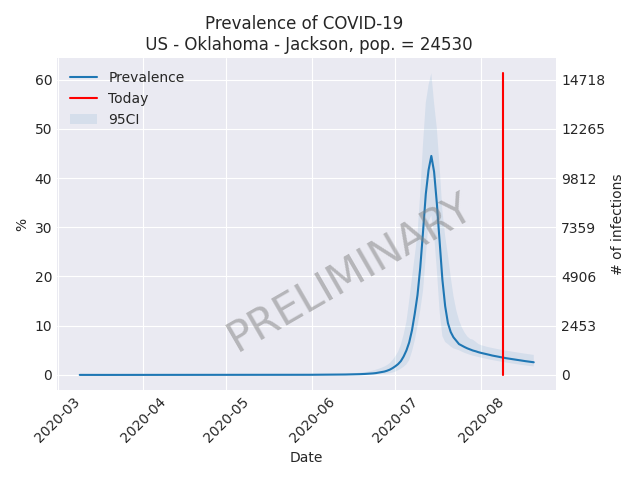 Prevalence of COVID-19
US - Oklahoma - Jackson, pop. = 24530
Prevalence
Today
95CI
60
50
40
30
20
10
0
%
14718
12265
9812
7359
4906
2453
0
# of infections
PRELIMINARY
2020-03
2020-04
2020-05
2020-06
2020-07
2020-08
Date